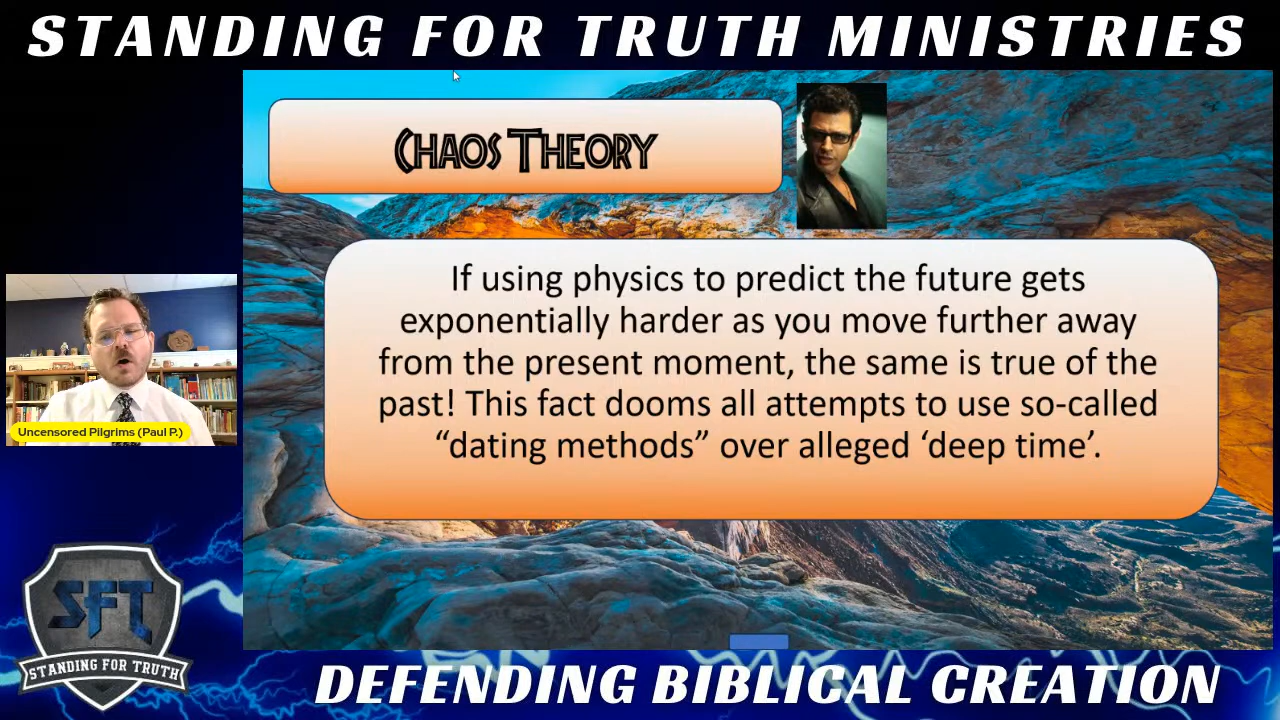 STANDING FOR TRUTH MINISTRIES
CHAOS THEORY
If using physics to predict the future gets
exponentially harder as you move further away
from the present moment, the same is true of the
past! This fact dooms all attempts to use so-called
“dating methods” over alleged ‘deep time’.
Uncensored Pilgrims (Paul P.)
SFT
STANDING FOR TRUTH
DEFENDING BIBLICAL CREATION